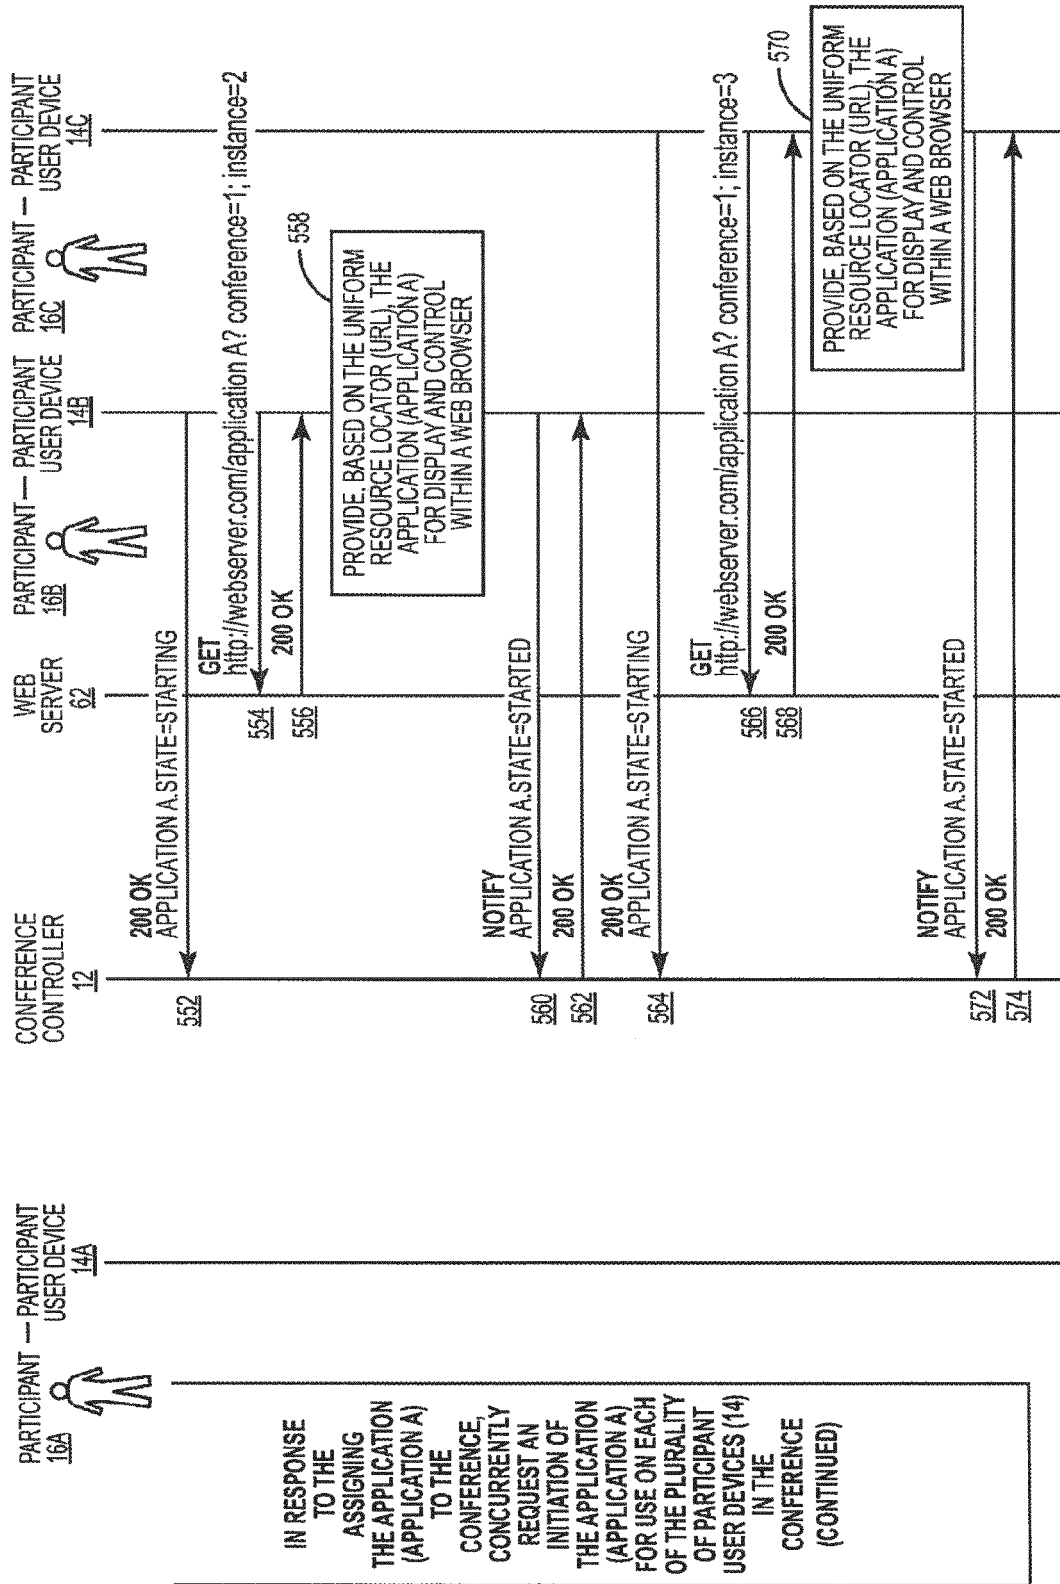 PARTICIPANT — PARTICIPANT
16A
USER DEVICE
14A
CONFERENCE
CONTROLLER
12
WEB
SERVER
62
PARTICIPANT — PARTICIPANT
16B
USER DEVICE
14B
PARTICIPANT — PARTICIPANT
16C
USER DEVICE
14C
IN RESPONSE
TO THE
ASSIGNING
THE APPLICATION
(APPLICATION A)
TO THE
CONFERENCE,
CONCURRENTLY
REQUEST AN
INITIATION OF
THE APPLICATION
(APPLICATION A)
FOR USE ON EACH
OF THE PLURALITY
OF PARTICIPANT
USER DEVICES (14)
IN THE
CONFERENCE
(CONTINUED)
200 OK
APPLICATION A.STATE=STARTING
552
GET
http://webserver.com/application A? conference=1; instance=2
554
200 OK
556
558
PROVIDE, BASED ON THE UNIFORM
RESOURCE LOCATOR (URL), THE
APPLICATION (APPLICATION A)
FOR DISPLAY AND CONTROL
WITHIN A WEB BROWSER
NOTIFY
APPLICATION A.STATE=STARTED
560
200 OK
562
200 OK
APPLICATION A.STATE=STARTING
564
GET
http://webserver.com/application A? conference=1; instance=3
566
200 OK
568
570
PROVIDE, BASED ON THE UNIFORM
RESOURCE LOCATOR (URL), THE
APPLICATION (APPLICATION A)
FOR DISPLAY AND CONTROL
WITHIN A WEB BROWSER
NOTIFY
APPLICATION A.STATE=STARTED
572
200 OK
574